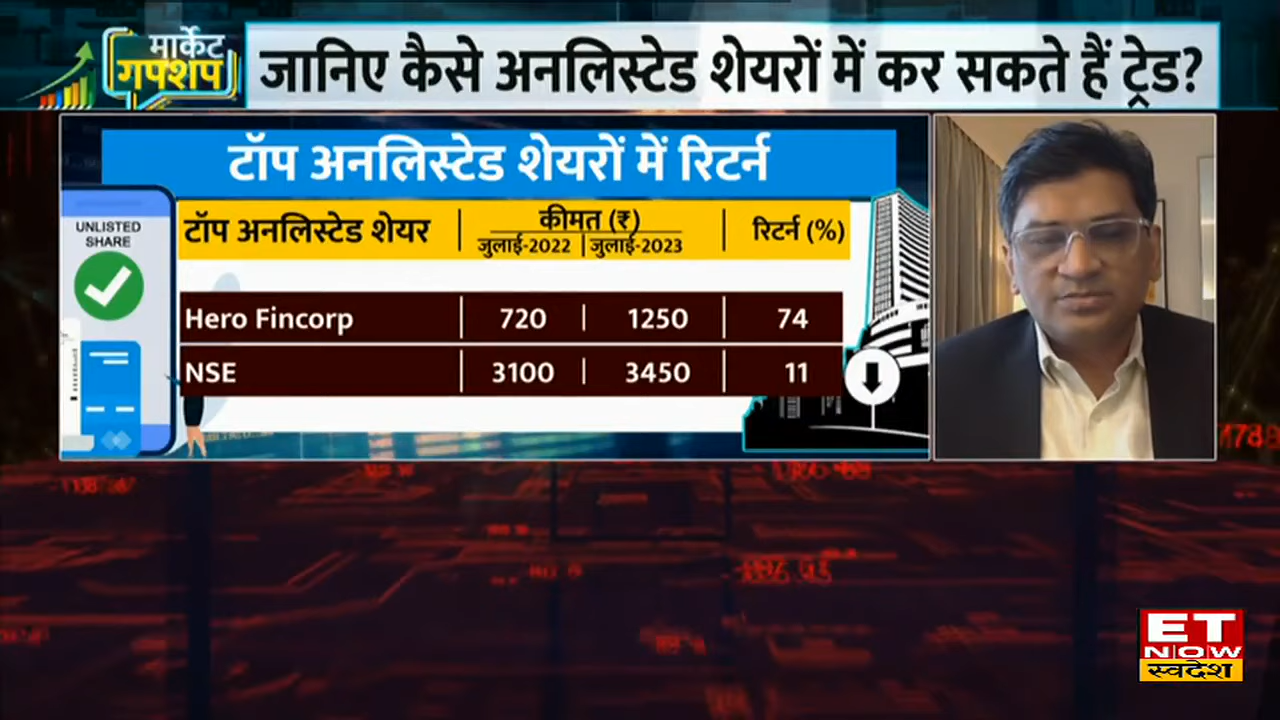 मार्केट
गपशप
जानिए कैसे अनलिस्टेड शेयरों में कर सकते हैं ट्रेड?
टॉप अनलिस्टेड शेयरों में रिटर्न
UNLISTED
SHARE
टॉप अनलिस्टेड शेयर | कीमत (₹) | रिटर्न (%)
जुलाई-2022 | जुलाई-2023
Hero Fincorp | 720 | 1250 | 74
NSE | 3100 | 3450 | 11
ET
NOW
स्वदेश